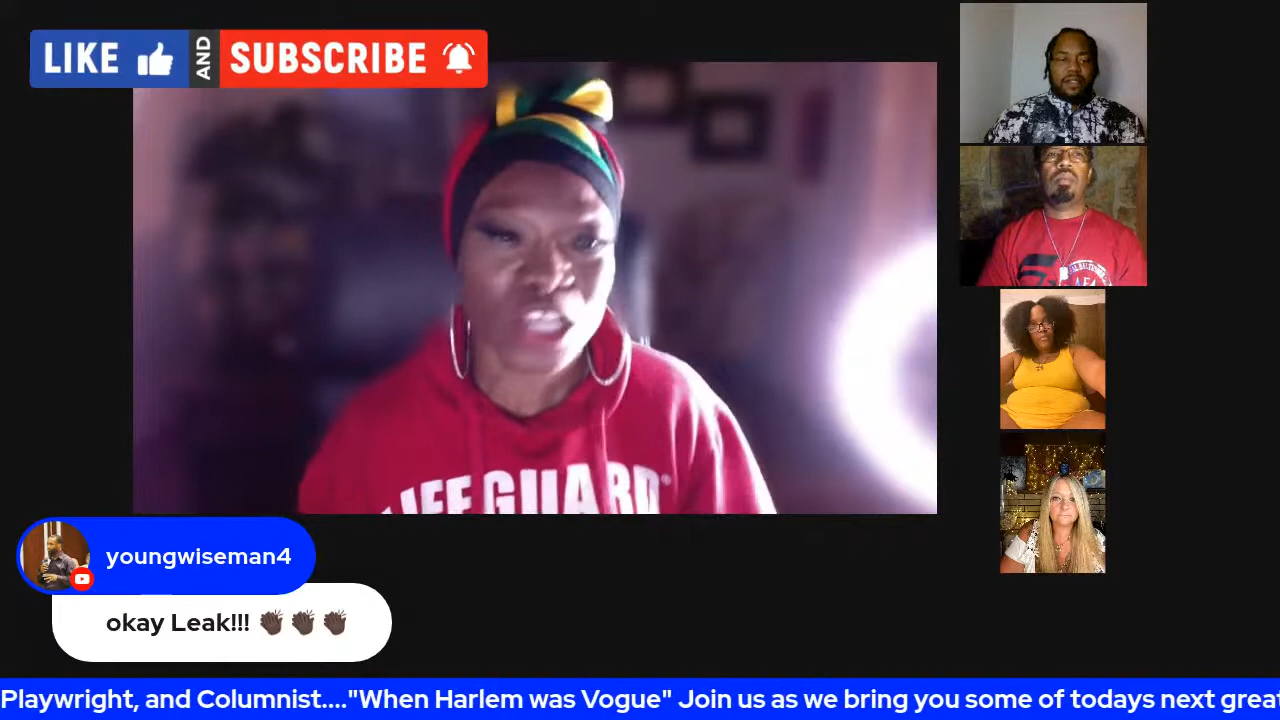 LIKE AND SUBSCRIBE
LIFEGUARD®
youngwiseman4
okay Leak!!! 👏🏿👏🏿👏🏿
Playwright, and Columnist...."When Harlem was Vogue" Join us as we bring you some of todays next great